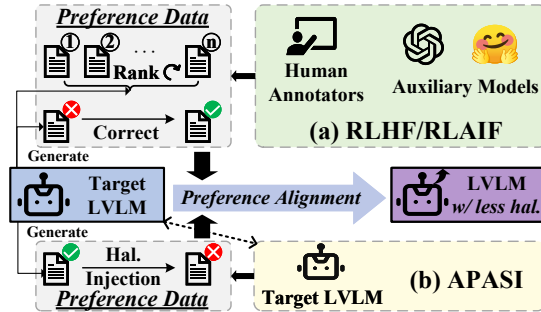 Preference Data
1 2 ... n
Rank
Correct
Human
Annotators
Auxiliary Models
(a) RLHF/RLAIF
Generate
Target
LVLM
Preference Alignment
LVLM
w/ less hal.
Generate
Hal.
Injection
Preference Data
Target LVLM
(b) APASI